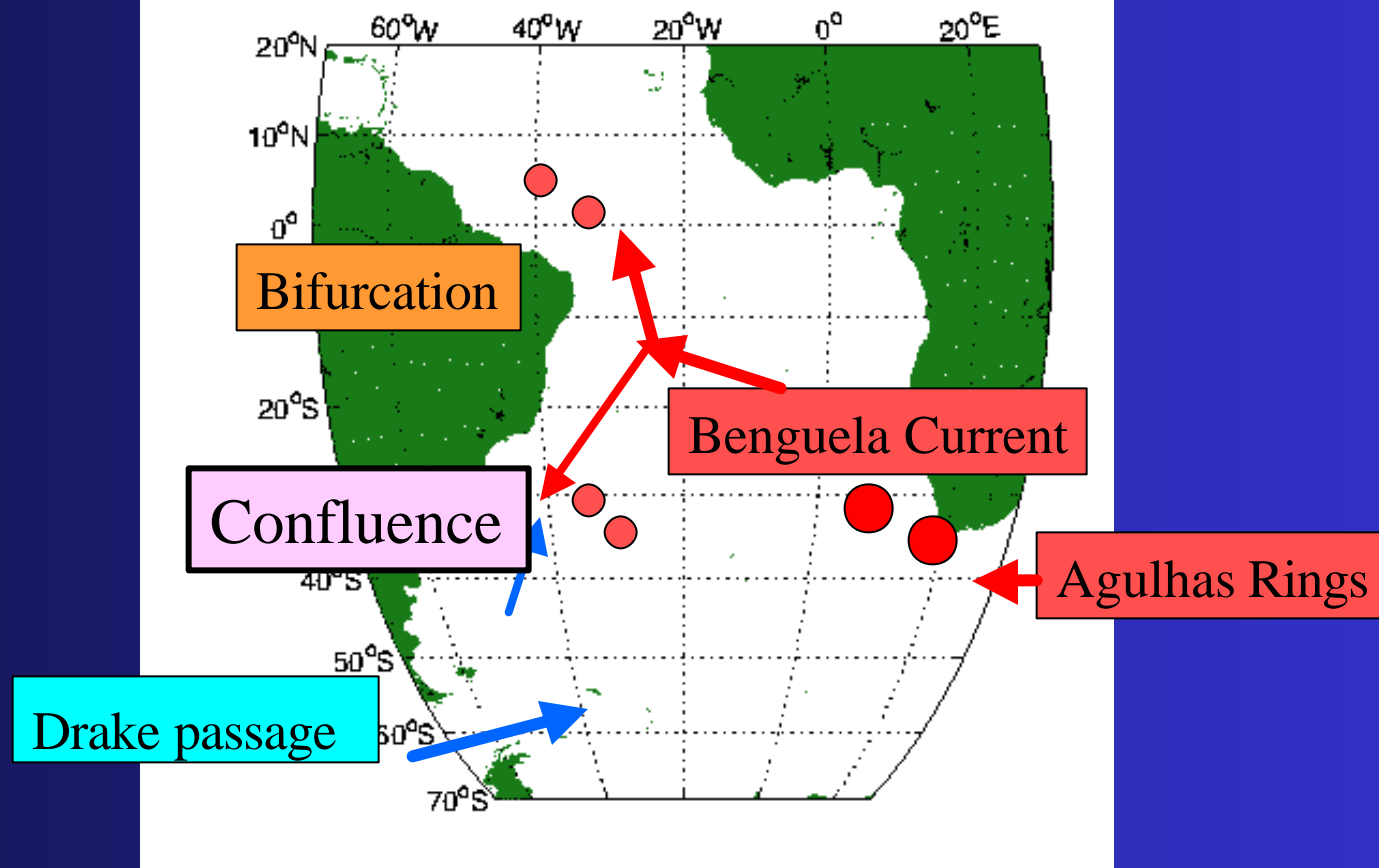 60°W 40°W 20°W 0° 20°E
20°N
10°N
0°
Bifurcation
20°S
Benguela Current
Confluence
40°S
Agulhas Rings
50°S
Drake passage
60°S
70°S